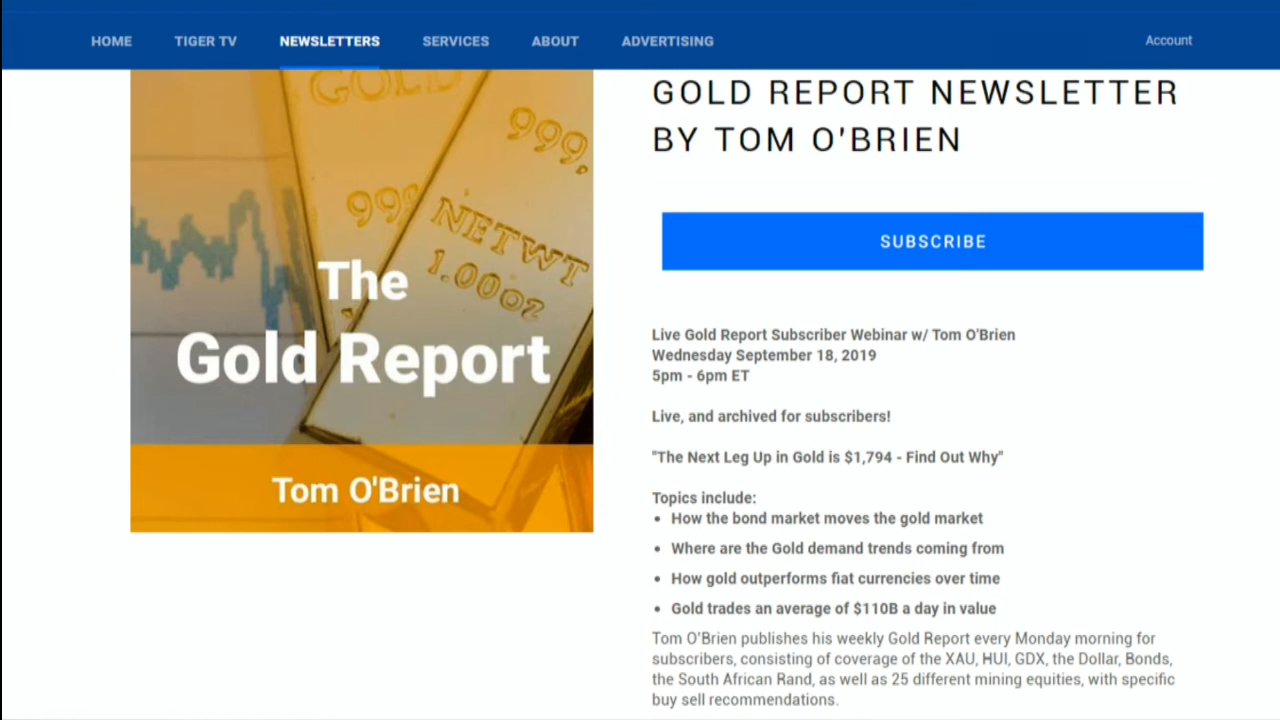 HOME TIGER TV NEWSLETTERS SERVICES ABOUT ADVERTISING Account
GOLD
999.
999
NETWT
1.00OZ
The
Gold Report
Tom O'Brien
GOLD REPORT NEWSLETTER
BY TOM O'BRIEN
SUBSCRIBE
Live Gold Report Subscriber Webinar w/ Tom O'Brien
Wednesday September 18, 2019
5pm - 6pm ET
Live, and archived for subscribers!
"The Next Leg Up in Gold is $1,794 - Find Out Why"
Topics include:
• How the bond market moves the gold market
• Where are the Gold demand trends coming from
• How gold outperforms fiat currencies over time
• Gold trades an average of $110B a day in value
Tom O'Brien publishes his weekly Gold Report every Monday morning for
subscribers, consisting of coverage of the XAU, HUI, GDX, the Dollar, Bonds,
the South African Rand, as well as 25 different mining equities, with specific
buy sell recommendations.